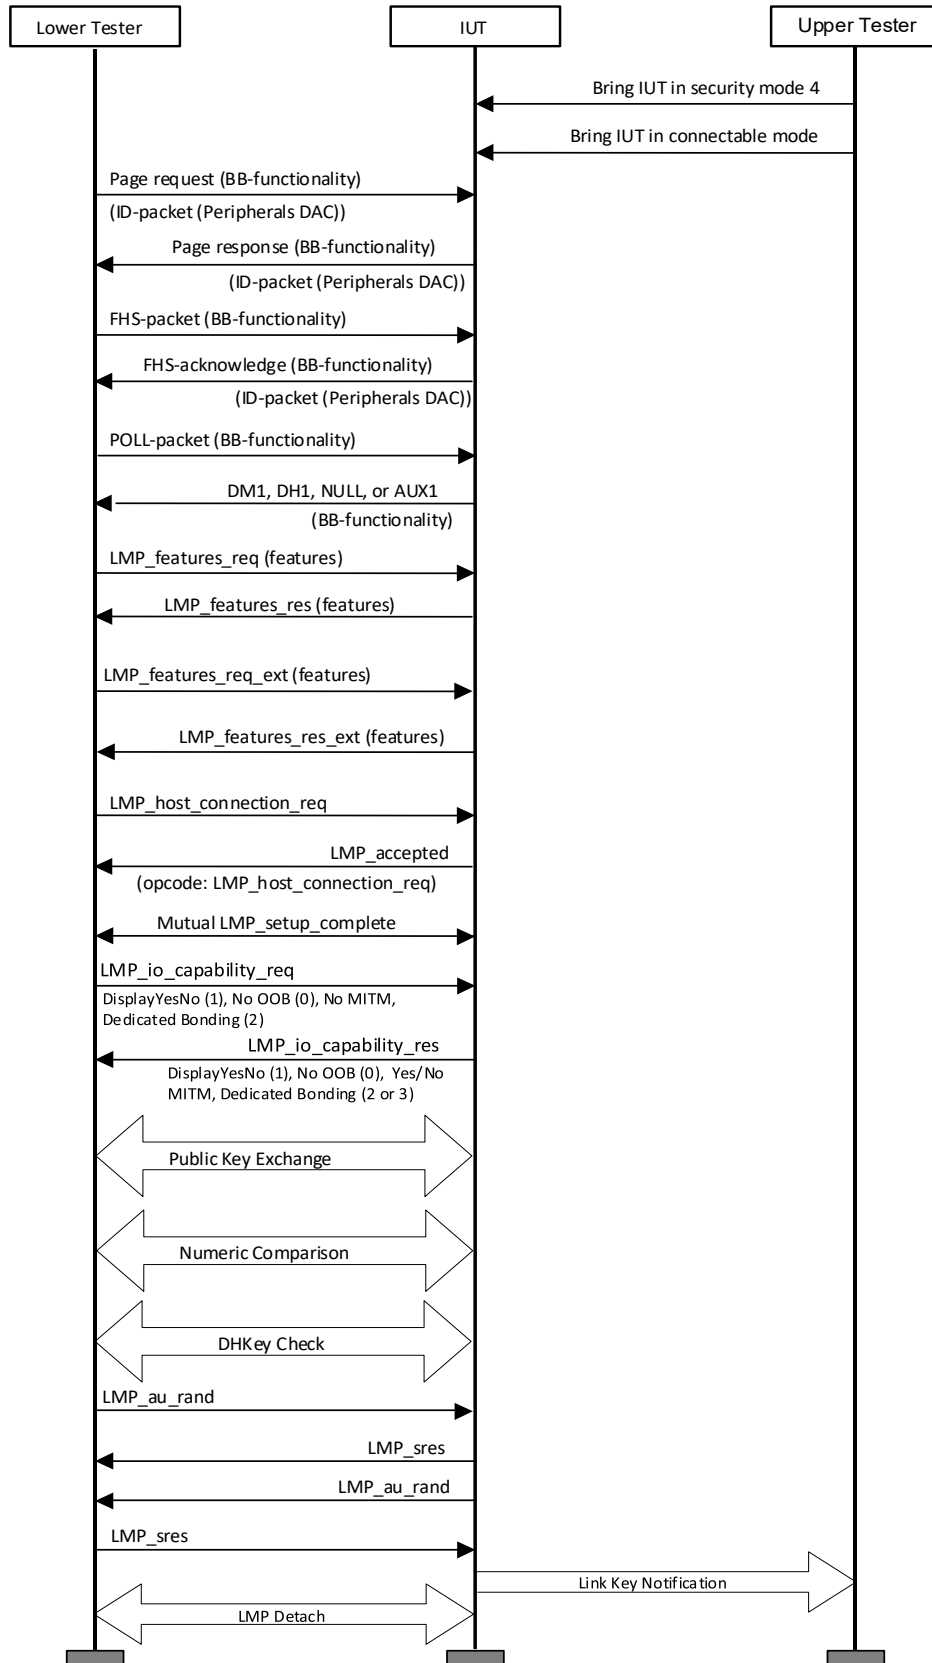 Lower Tester
IUT
Upper Tester
Bring IUT in security mode 4
Bring IUT in connectable mode
Page request (BB-functionality)
(ID-packet (Peripherals DAC))
Page response (BB-functionality)
(ID-packet (Peripherals DAC))
FHS-packet (BB-functionality)
FHS-acknowledge (BB-functionality)
(ID-packet (Peripherals DAC))
POLL-packet (BB-functionality)
DM1, DH1, NULL, or AUX1
(BB-functionality)
LMP_features_req (features)
LMP_features_res (features)
LMP_features_req_ext (features)
LMP_features_res_ext (features)
LMP_host_connection_req
LMP_accepted
(opcode: LMP_host_connection_req)
Mutual LMP_setup_complete
LMP_io_capability_req
DisplayYesNo (1), No OOB (0), No MITM,
Dedicated Bonding (2)
LMP_io_capability_res
DisplayYesNo (1), No OOB (0), Yes/No
MITM, Dedicated Bonding (2 or 3)
Public Key Exchange
Numeric Comparison
DHKey Check
LMP_au_rand
LMP_sres
LMP_au_rand
LMP_sres
Link Key Notification
LMP Detach